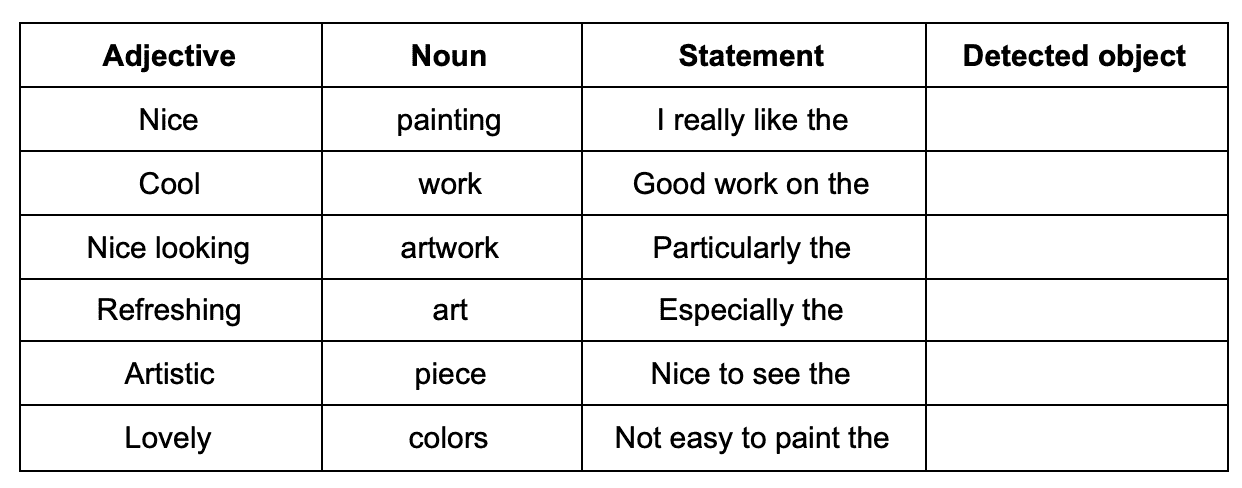 Adjective Noun Statement Detected object
Nice painting I really like the
Cool work Good work on the
Nice looking artwork Particularly the
Refreshing art Especially the
Artistic piece Nice to see the
Lovely colors Not easy to paint the